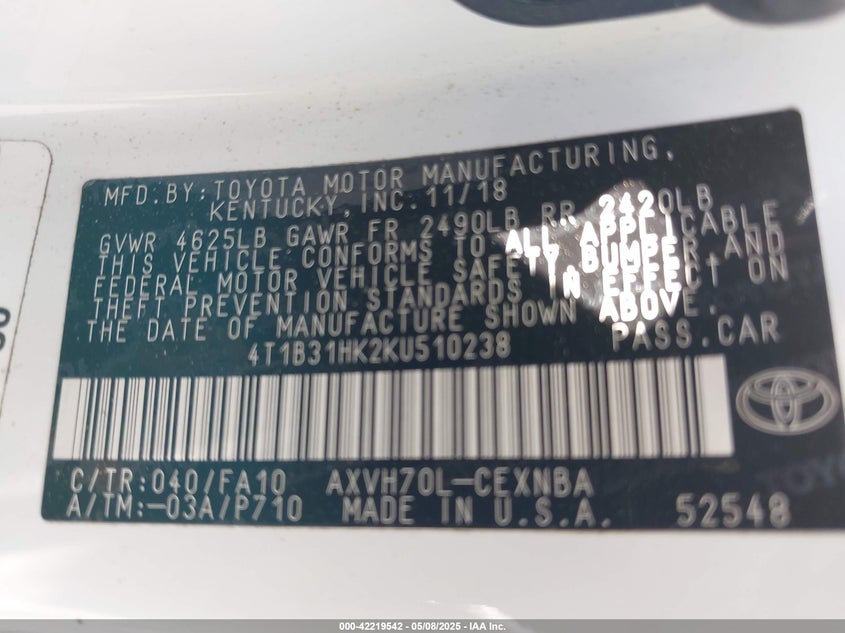 MFD.BY:TOYOTA MOTOR MANUFACTURING,
KENTUCKY, INC. 11/18
GVWR 4625LB GAWR FR 2490LB RR 2420LB
THIS VEHICLE CONFORMS TO ALL APPLICABLE
FEDERAL MOTOR VEHICLE SAFETY, BUMPER, AND
THEFT PREVENTION STANDARDS IN EFFECT ON
THE DATE OF MANUFACTURE SHOWN ABOVE.
4T1B31HK2KU510238 PASS.CAR
C/TR:040/FA10 AXVH70L-CEXNBA
A/TM:-03A/P710 MADE IN U.S.A. 52548
000-42219542 - 05/08/2025 - IAA Inc.